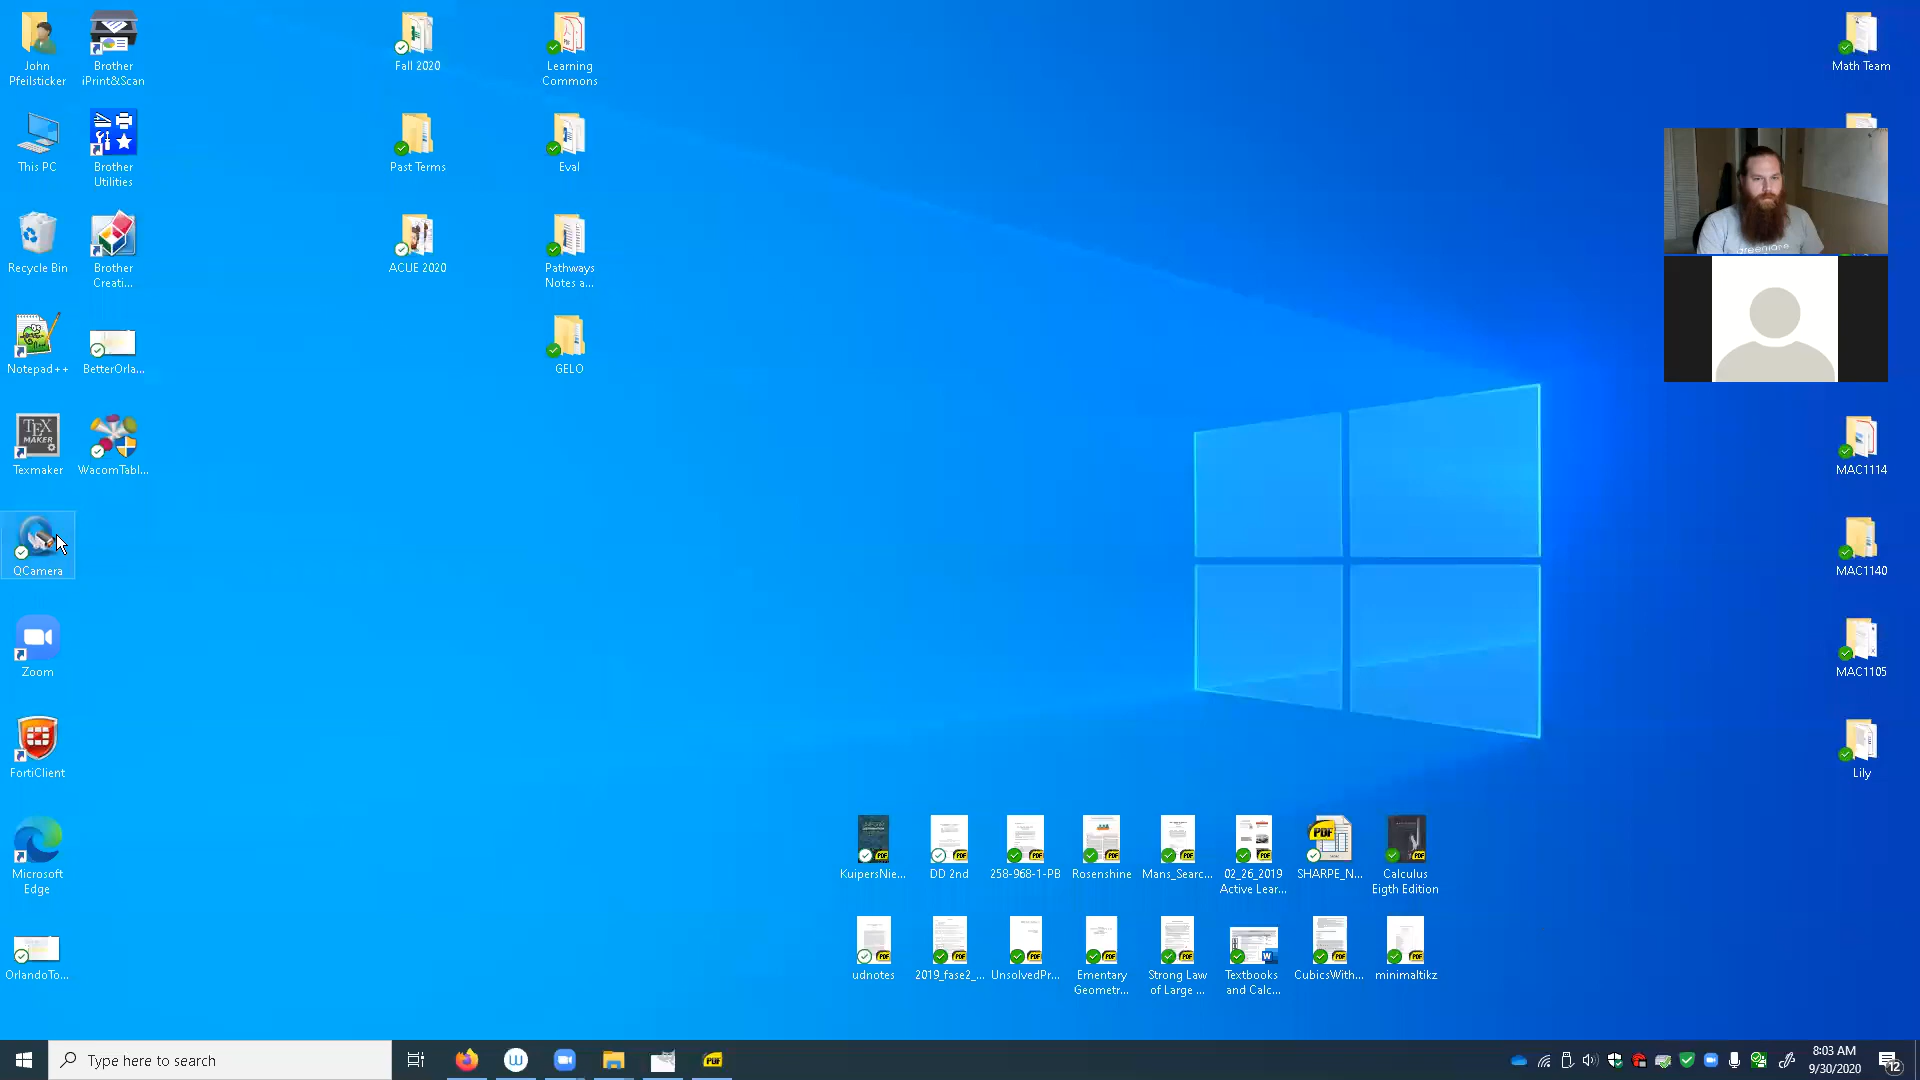 John
Pfeilsticker
Brother
iPrint&Scan
Fall 2020
Learning
Commons
Math Team
This PC
Brother
Utilities
Past Terms
Eval
Recycle Bin
Brother
Creati...
ACUE 2020
Pathways
Notes a...
Notepad++
BetterOrla...
GELO
TEX
MAKER
Texmaker
WacomTabl...
MAC1114
QCamera
MAC1140
Zoom
MAC1105
FortiClient
Lily
Microsoft
Edge
KuipersNie...
DD 2nd
258-968-1-PB
Rosenshine
Mans_Searc...
02_26_2019
Active Lear...
SHARPE_N...
Calculus
Eigth Edition
OrlandoTo...
udnotes
2019_fase2_...
UnsolvedPr...
Ementary
Geometr...
Strong Law
of Large ...
Textbooks
and Calc...
CubicsWith...
minimaltikz
Type here to search
8:03 AM
9/30/2020
12